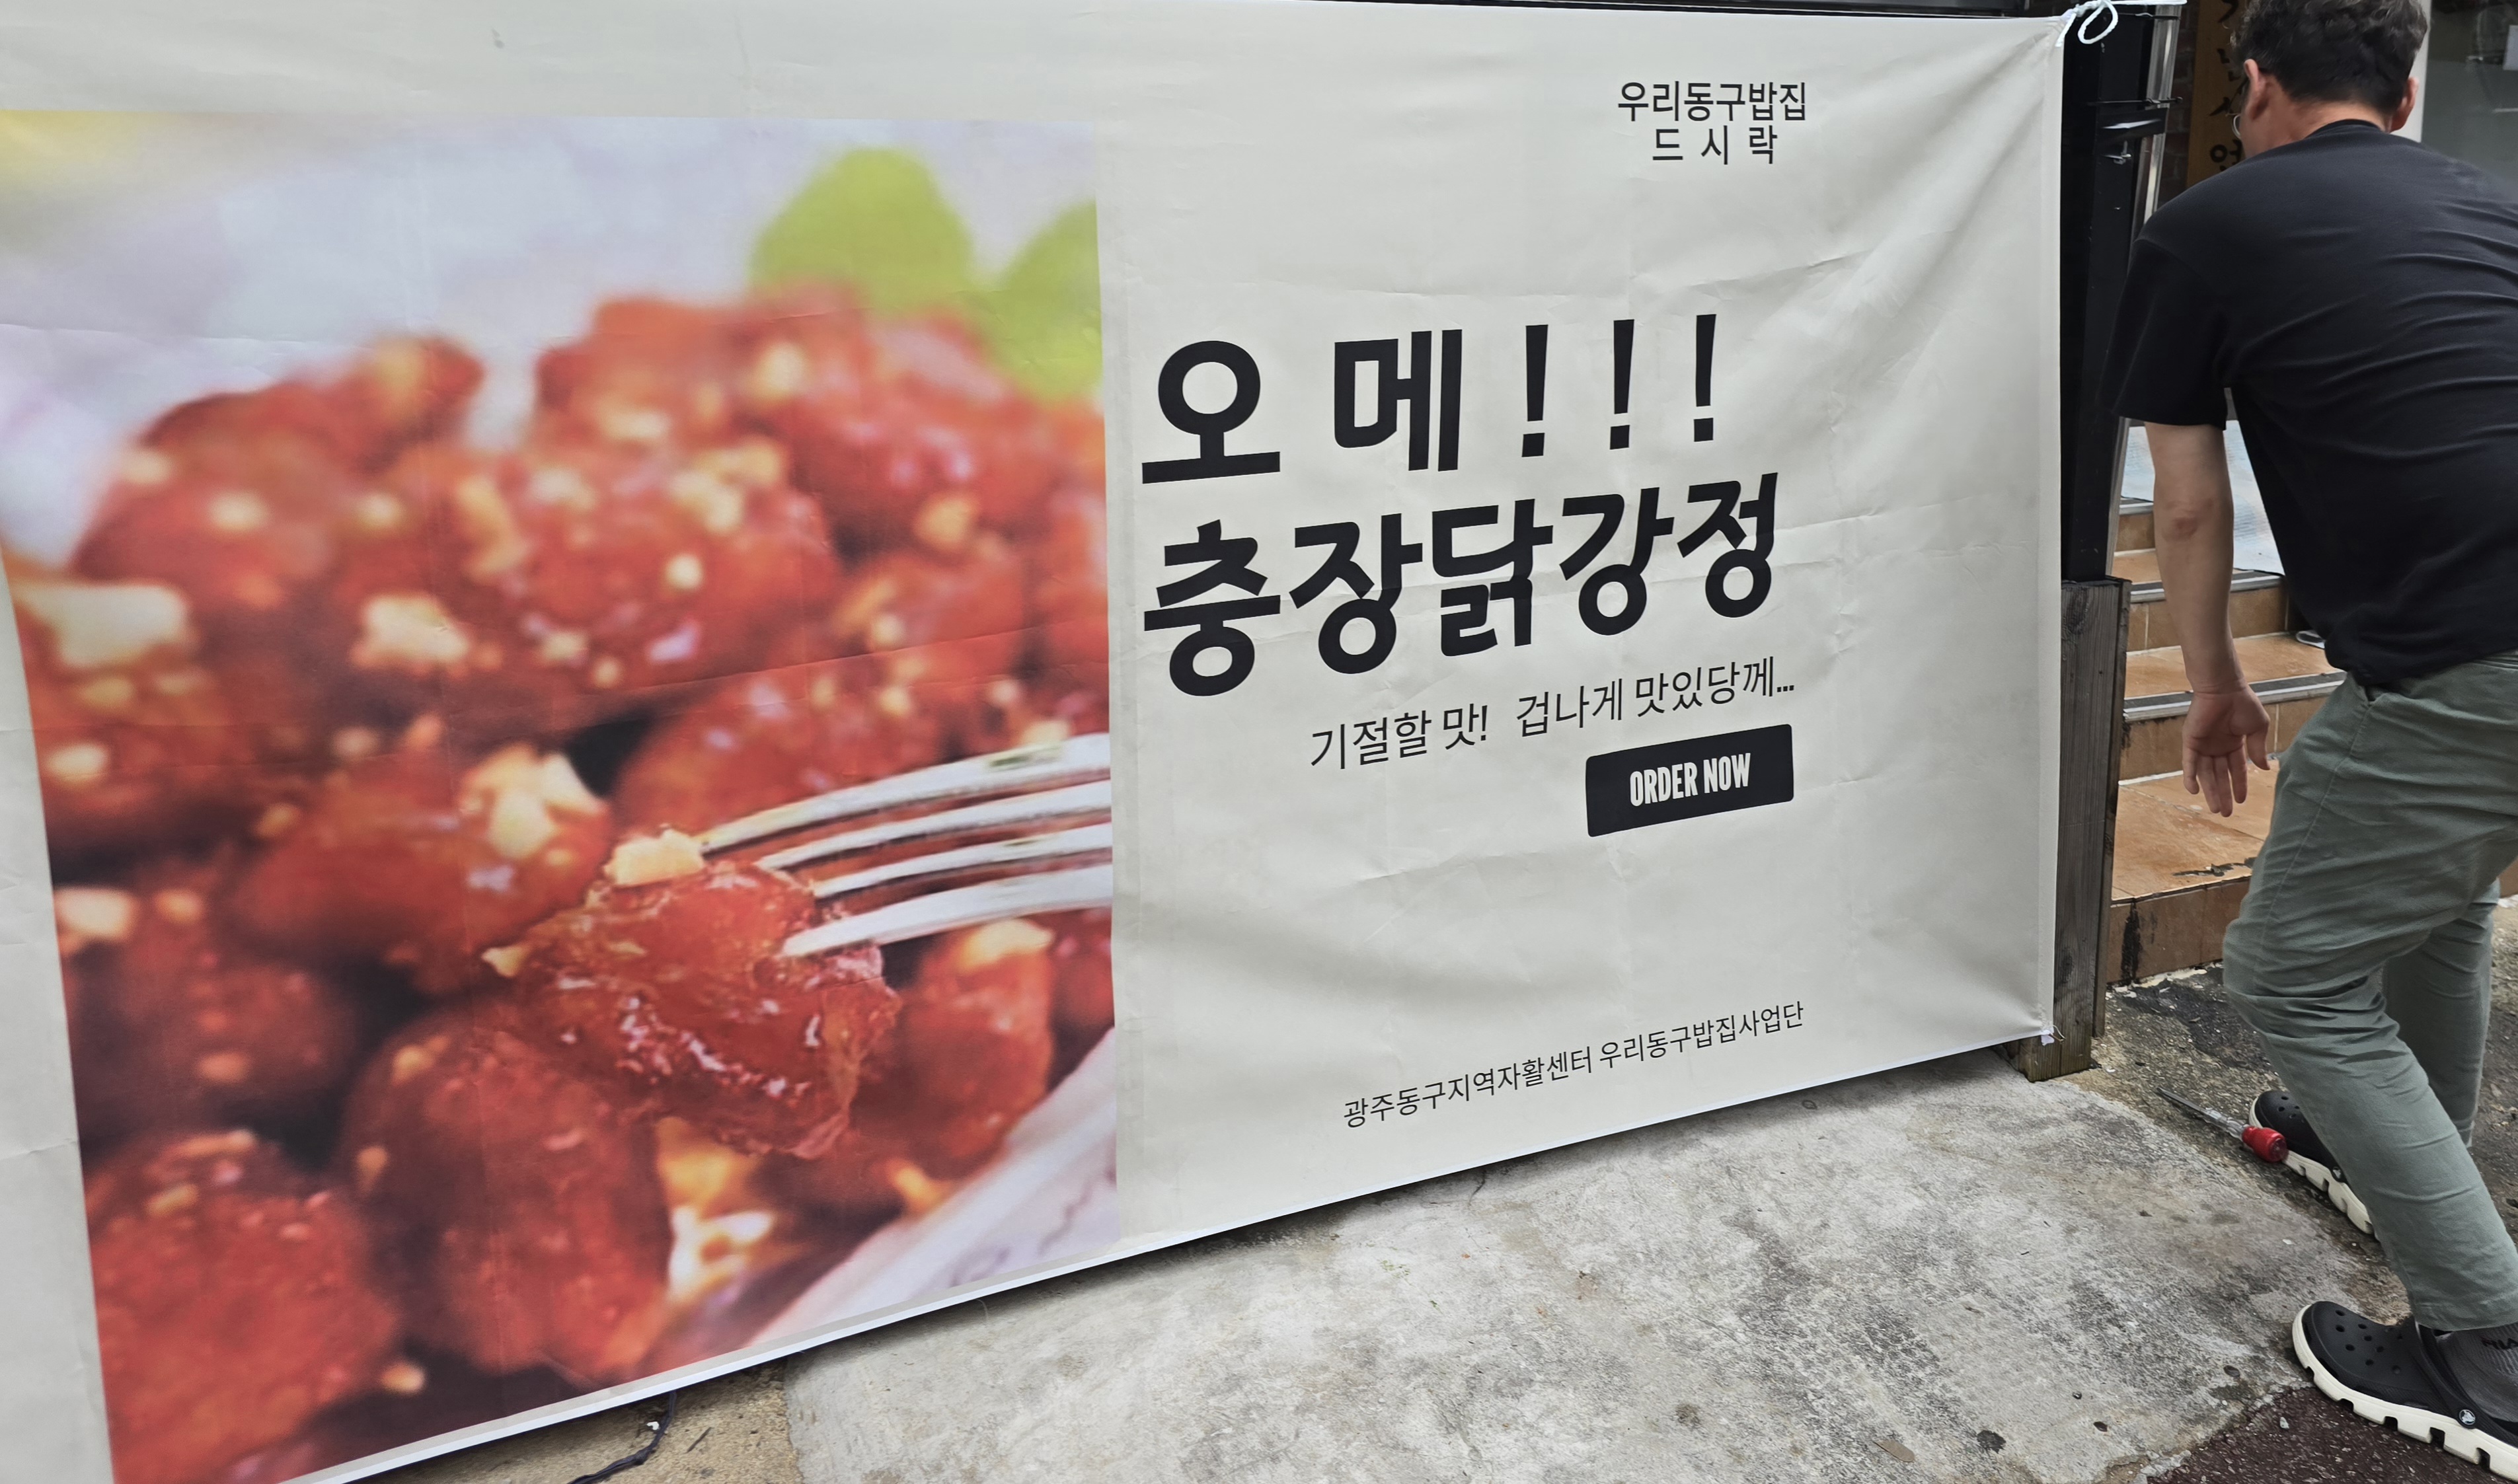 우리동구밥집
드시락
오메!!!
충장닭강정
기절할 맛! 겁나게 맛있당께...
ORDER NOW
광주동구지역자활센터 우리동구밥집사업단